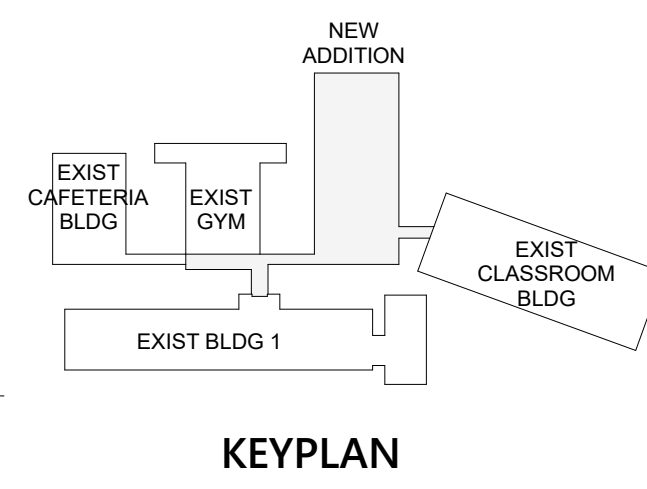 NEW
ADDITION
EXIST
CAFETERIA
BLDG
EXIST
GYM
EXIST
CLASSROOM
BLDG
EXIST BLDG 1
KEYPLAN